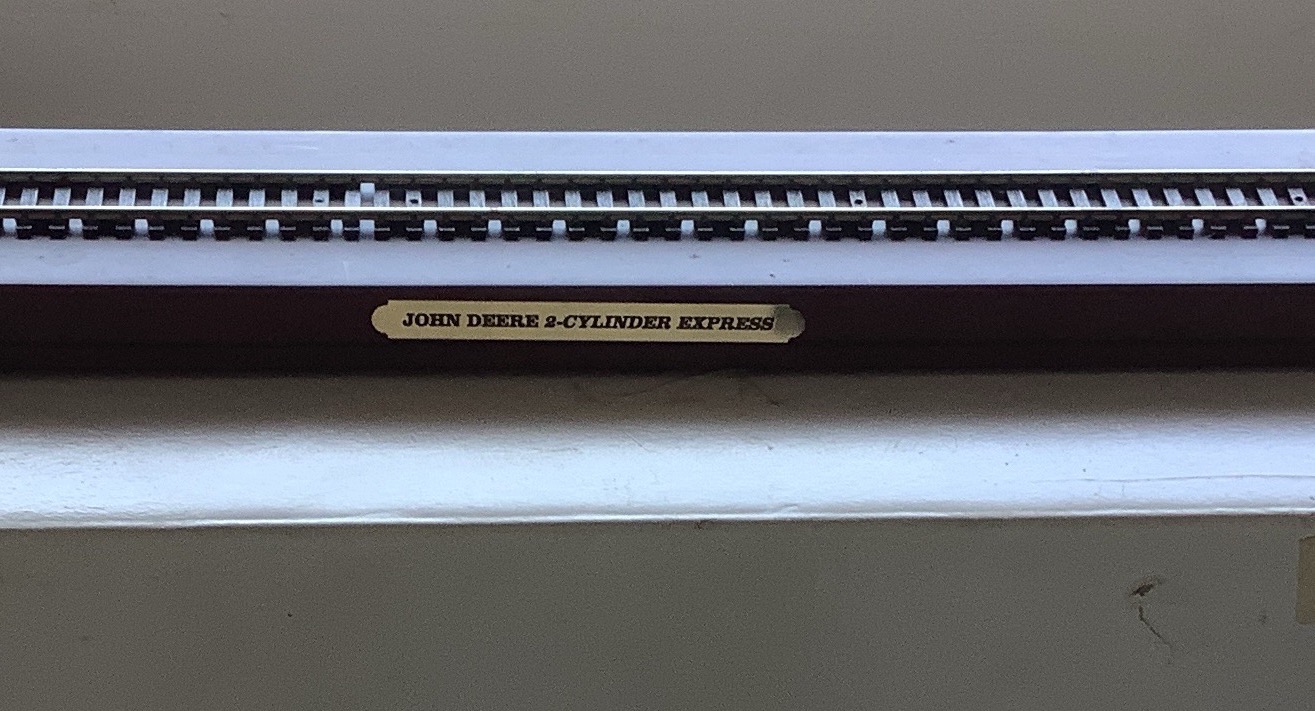 JOHN DEERE 2-CYLINDER EXPRESS